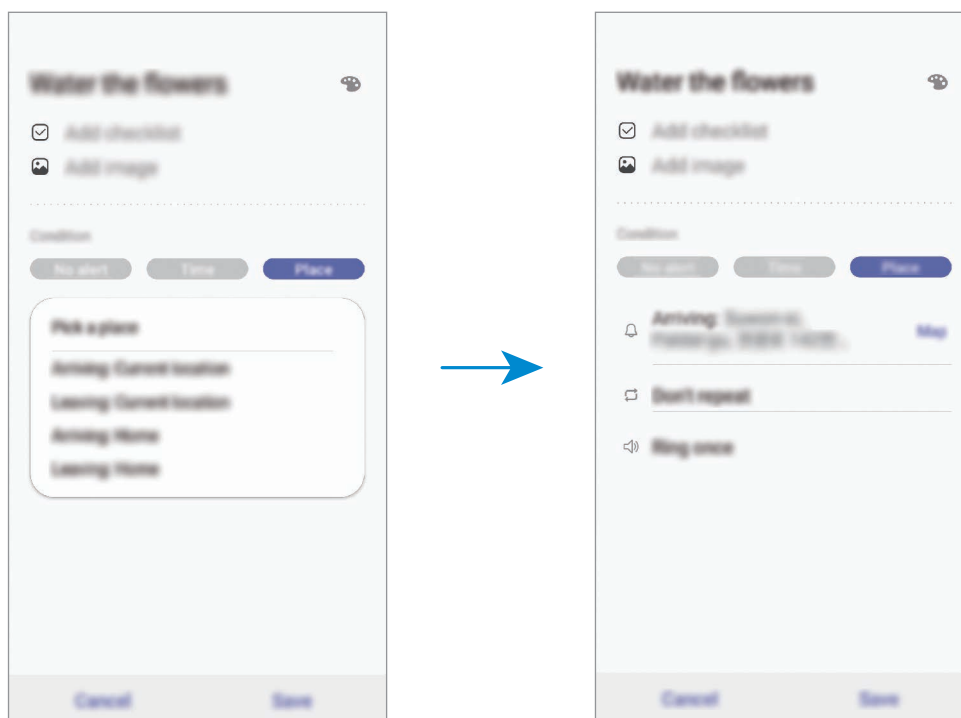 Water the flowers
Add checklist
Add image
Condition
No alert
Time
Place
Pick a place
Arriving: Current location
Leaving: Current location
Arriving: Home
Leaving: Home
Cancel
Save
Water the flowers
Add checklist
Add image
Condition
No alert
Time
Place
Arriving:
Map
Don't repeat
Ring once
Cancel
Save